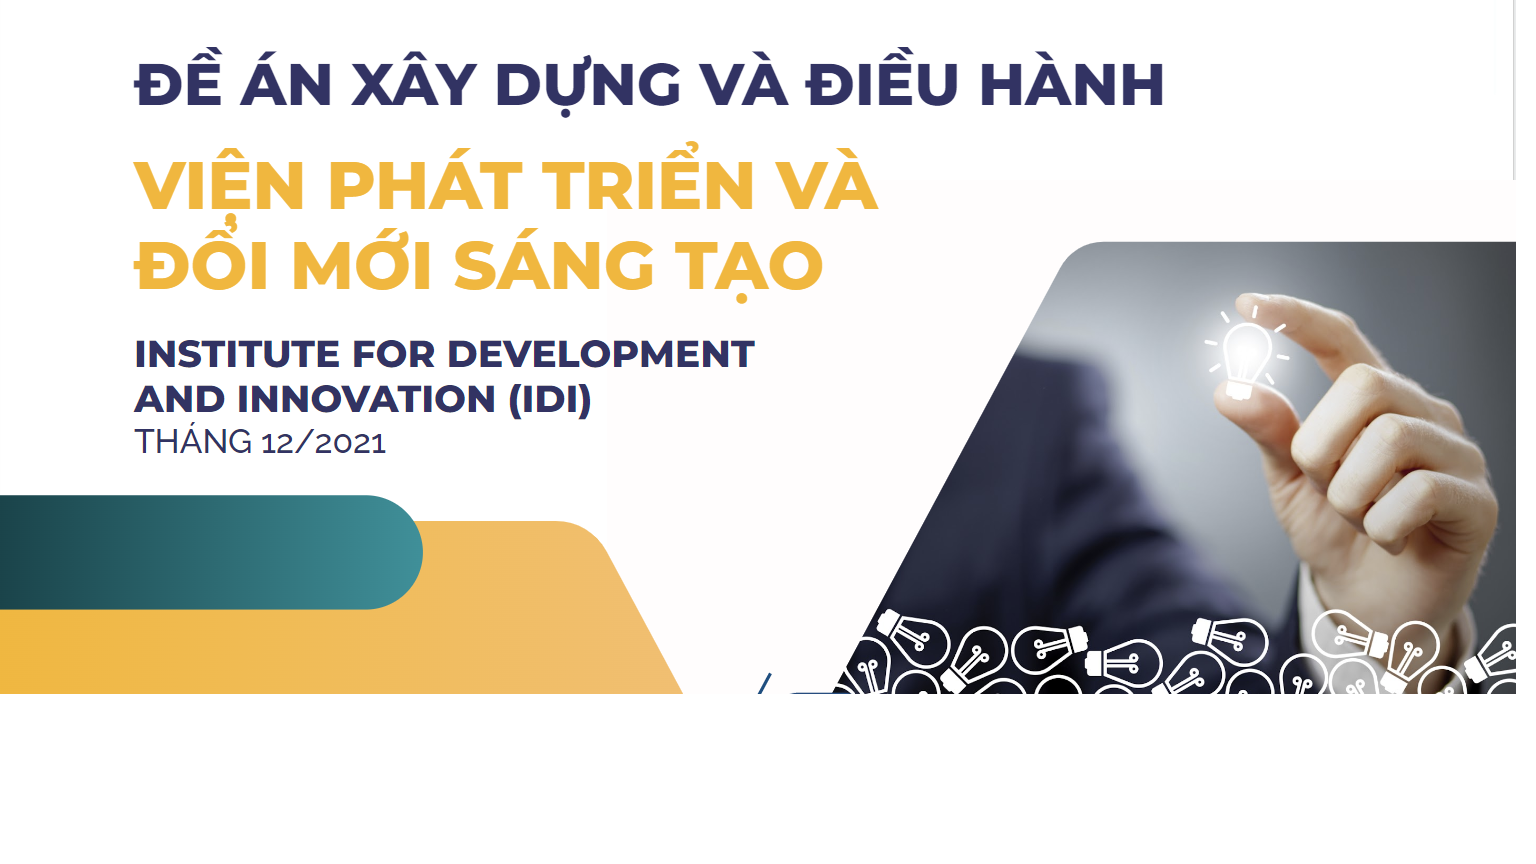 ĐỀ ÁN XÂY DỰNG VÀ ĐIỀU HÀNH
VIỆN PHÁT TRIỂN VÀ
ĐỔI MỚI SÁNG TẠO
INSTITUTE FOR DEVELOPMENT
AND INNOVATION (IDI)
THÁNG 12/2021